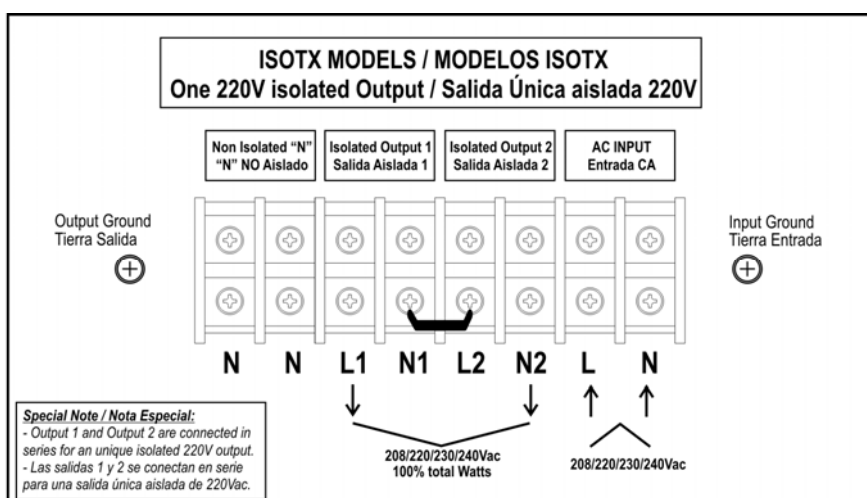 ISOTX MODELS / MODELOS ISOTX
One 220V isolated Output / Salida Única aislada 220V
Non Isolated “N”
“N” NO Aislado
Isolated Output 1
Salida Aislada 1
Isolated Output 2
Salida Aislada 2
AC INPUT
Entrada CA
Output Ground
Tierra Salida
Input Ground
Tierra Entrada
N N L1 N1 L2 N2 L N
208/220/230/240Vac
100% total Watts
208/220/230/240Vac
Special Note / Nota Especial:
- Output 1 and Output 2 are connected in
series for an unique isolated 220V output.
- Las salidas 1 y 2 se conectan en serie
para una salida única aislada de 220Vac.